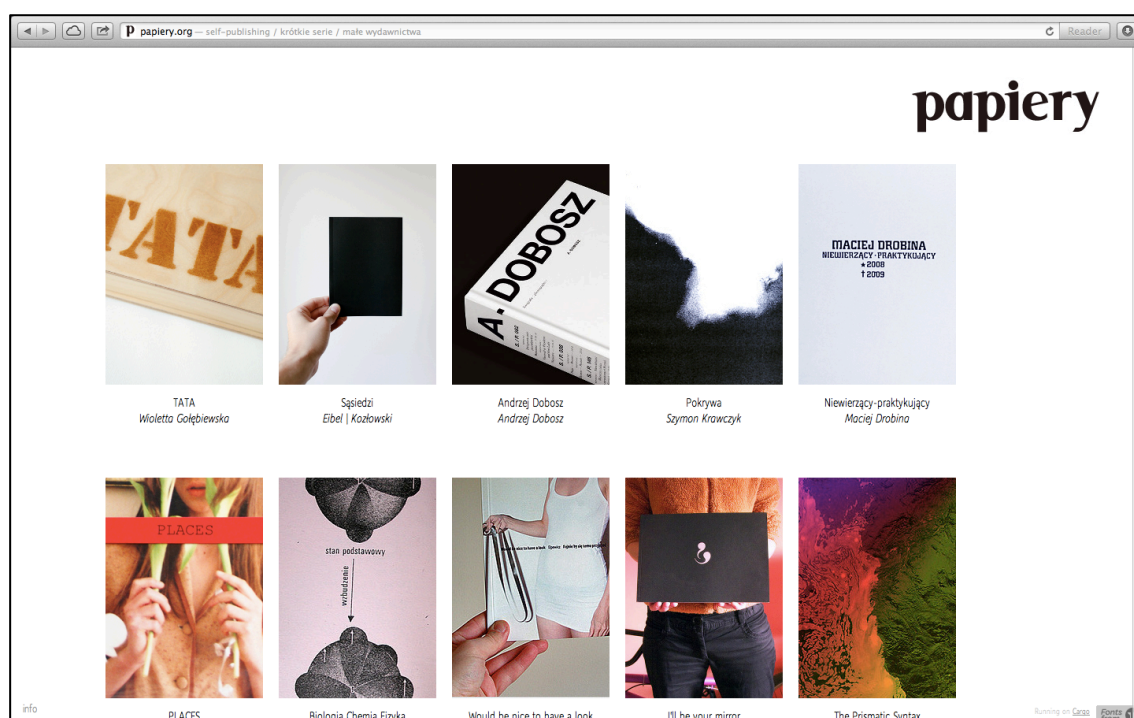 papiery.org — self-publishing / krótkie serie / małe wydawnictwa
Reader
papiery
TATA
A. DOBOSZ
MACIEJ DROBINA
NIEWIERZĄCY-PRAKTYKUJĄCY
★ 2008
† 2009
TATA
Wioletta Gołębiewska
Sąsiedzi
Eibel | Kozłowski
Andrzej Dobosz
Andrzej Dobosz
Pokrywa
Szymon Krawczyk
Niewierzący-praktykujący
Maciej Drobina
PLACES
stan podstawowy
wzbudzenie
info
PLACES
Biologia Chemia Fizyka
Would be nice to have a look
I'll be your mirror
The Prismatic Syntax
Running on Cargo
Fonts